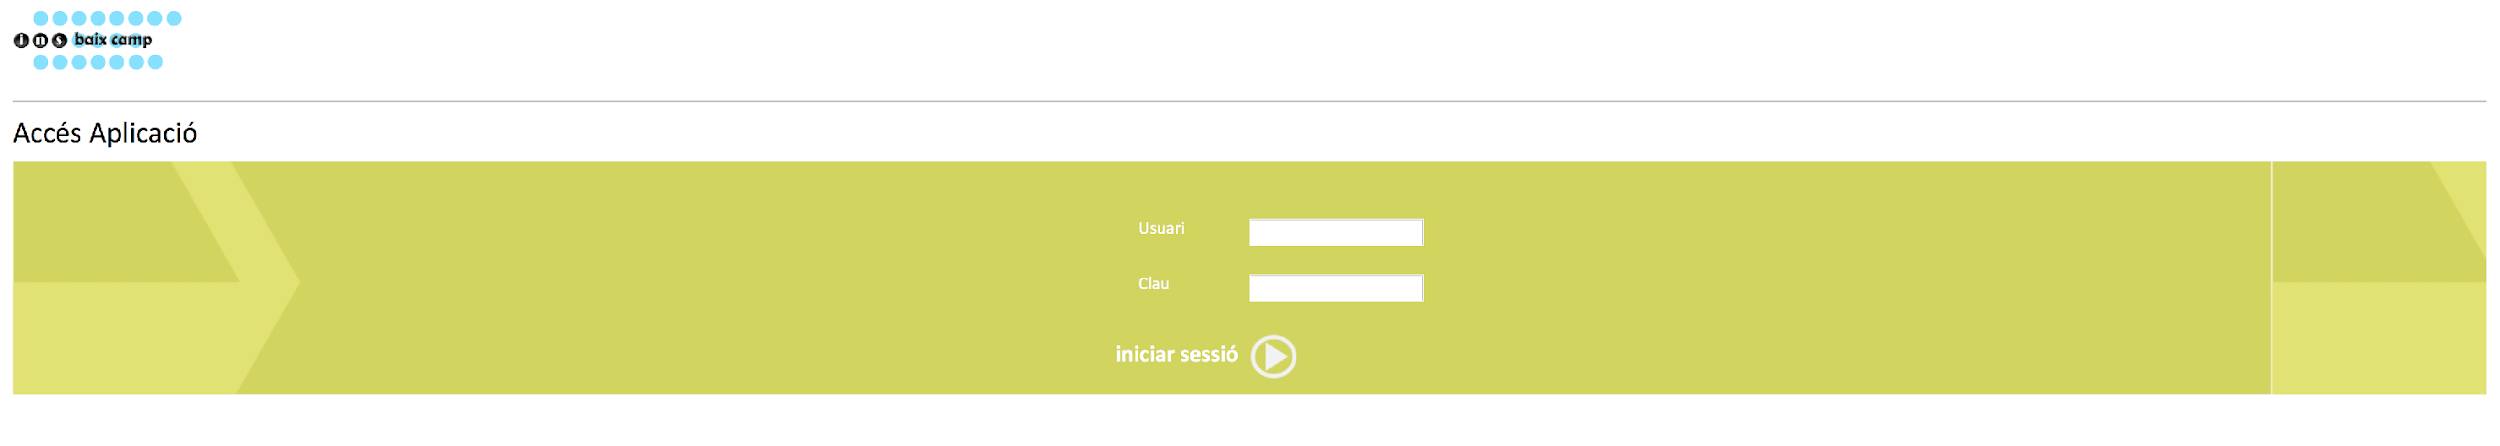 ins baix camp
Accés Aplicació
Usuari
Clau
iniciar sessió